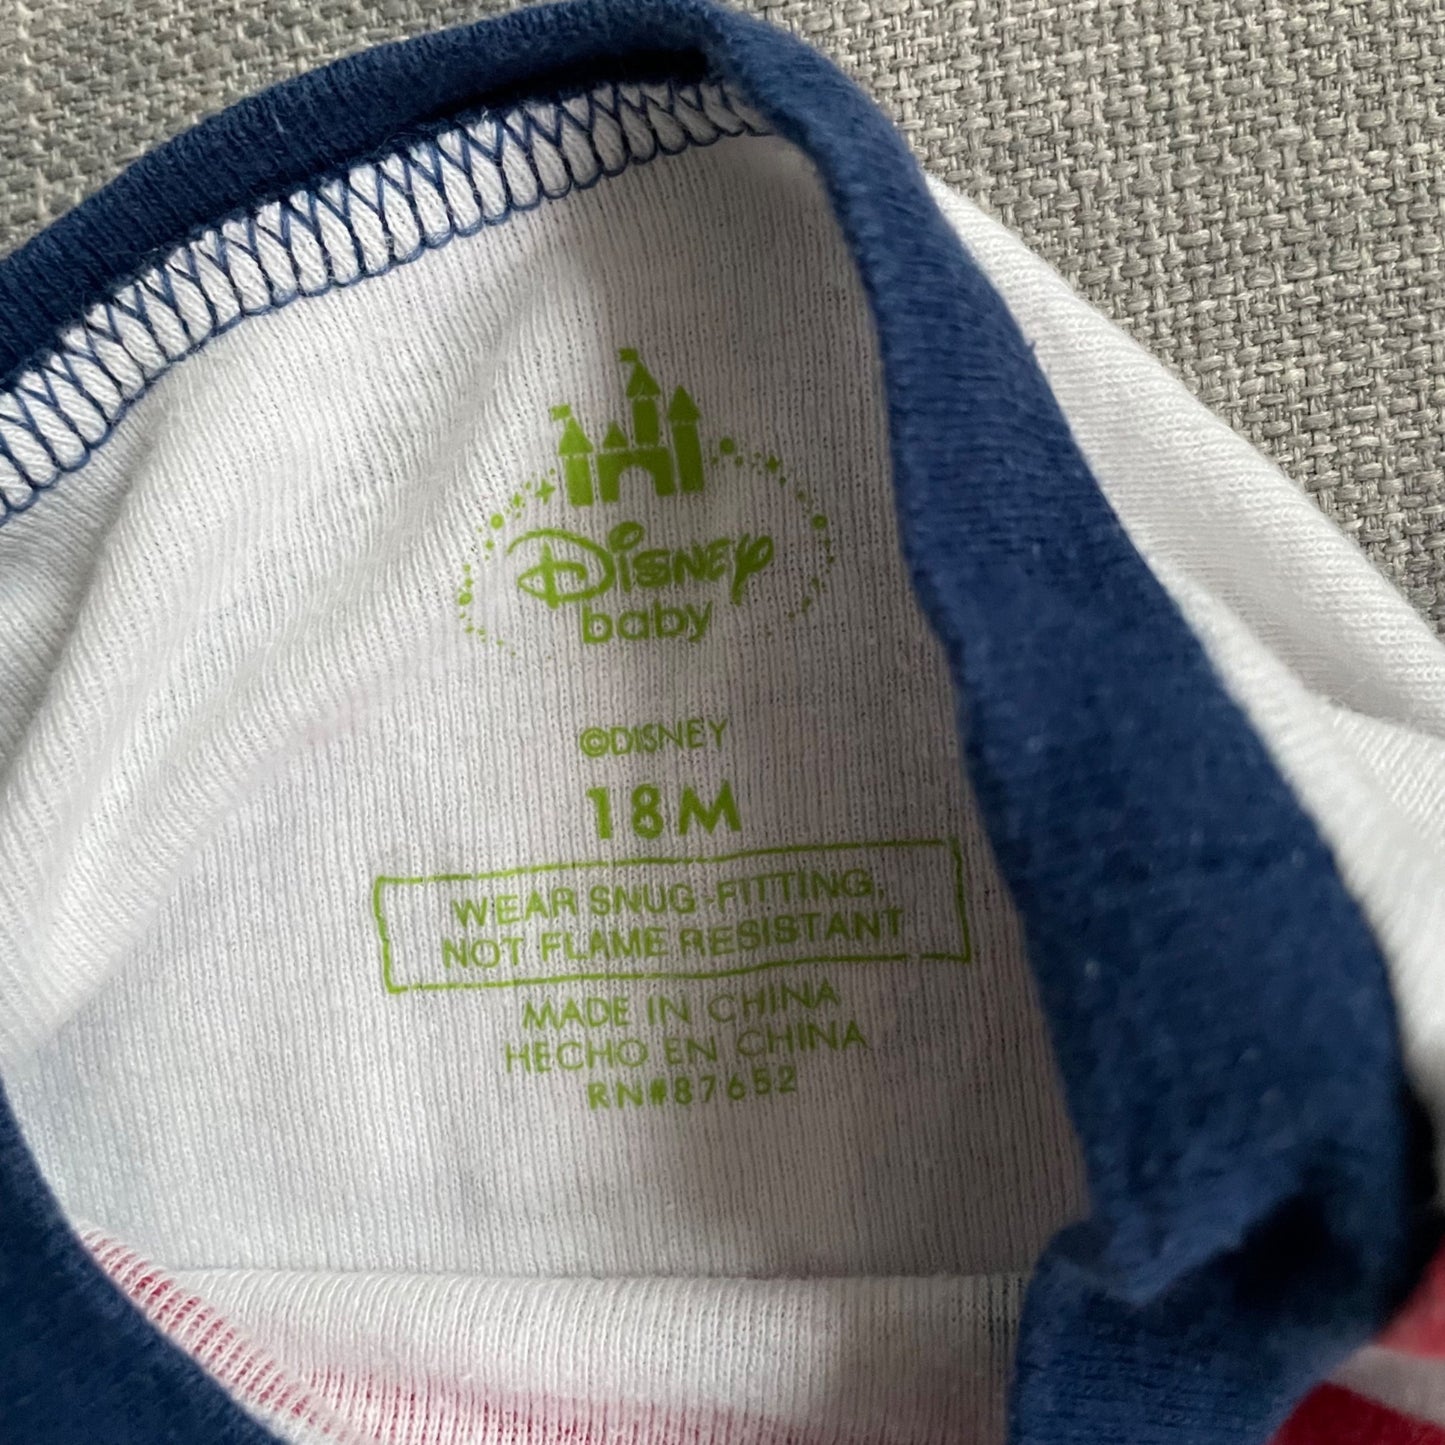 Disney
baby
©DISNEY
18M
WEAR SNUG-FITTING,
NOT FLAME RESISTANT
MADE IN CHINA
HECHO EN CHINA
RN#87652